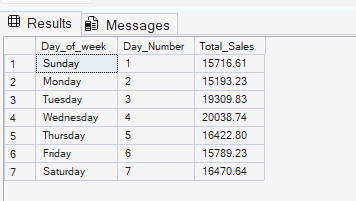 Results Messages
Day_of_week Day_Number Total_Sales
1 Sunday 1 15716.61
2 Monday 2 15193.23
3 Tuesday 3 19309.83
4 Wednesday 4 20038.74
5 Thursday 5 16422.80
6 Friday 6 15789.23
7 Saturday 7 16470.64